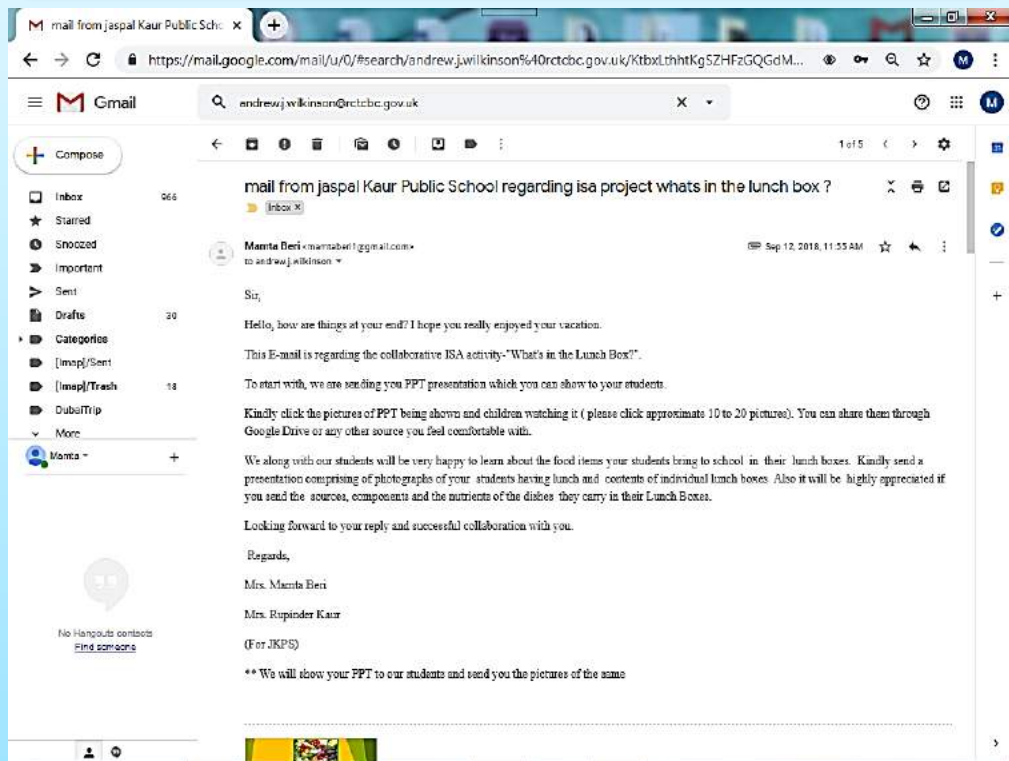 mail from jaspal Kaur Public Scho
https://mail.google.com/mail/u/0/#search/andrew.j.wilkinson%40rctcbc.gov.uk/KtbxLthhtKgSZHFzGQGdM...
M
Gmail
andrew.j.wilkinson@rctcbc.gov.uk
M
Compose
1 of 5
Inbox 966
Starred
Snoozed
Important
Sent
Drafts 30
Categories
[Imap]/Sent
[Imap]/Trash 18
DubaiTrip
More
Mamta
No Hangouts contacts
Find someone
mail from jaspal Kaur Public School regarding isa project whats in the lunch box ?
Inbox x
Mamta Beri <mamtaberi1@gmail.com>
Sep 12, 2018, 11:55 AM
to andrew.j.wilkinson
Sir,
Hello, how are things at your end? I hope you really enjoyed your vacation.
This E-mail is regarding the collaborative ISA activity-"What's in the Lunch Box?".
To start with, we are sending you PPT presentation which you can show to your students.
Kindly click the pictures of PPT being shown and children watching it ( please click approximate 10 to 20 pictures). You can share them through
Google Drive or any other source you feel comfortable with.
We along with our students will be very happy to learn about the food items your students bring to school in their lunch boxes. Kindly send a
presentation comprising of photographs of your students having lunch and contents of individual lunch boxes. Also it will be highly appreciated if
you send the sources, components and the nutrients of the dishes they carry in their Lunch Boxes.
Looking forward to your reply and successful collaboration with you.
Regards,
Mrs. Mamta Beri
Mrs. Rupinder Kaur
(For JKPS)
** We will show your PPT to our students and send you the pictures of the same